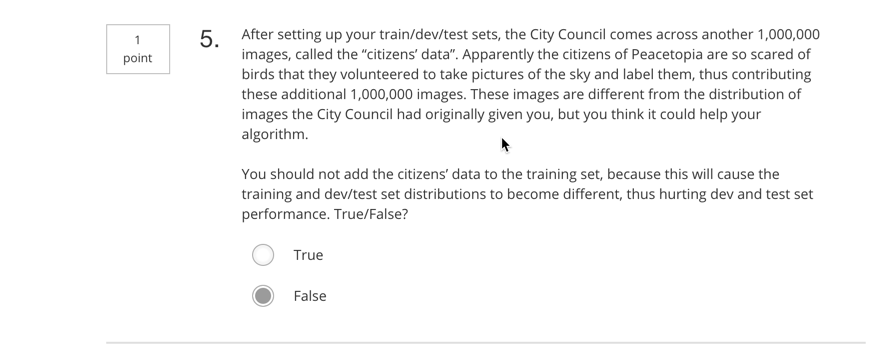 1
point
5.
After setting up your train/dev/test sets, the City Council comes across another 1,000,000
images, called the “citizens’ data”. Apparently the citizens of Peacetopia are so scared of
birds that they volunteered to take pictures of the sky and label them, thus contributing
these additional 1,000,000 images. These images are different from the distribution of
images the City Council had originally given you, but you think it could help your
algorithm.
You should not add the citizens’ data to the training set, because this will cause the
training and dev/test set distributions to become different, thus hurting dev and test set
performance. True/False?
True
False